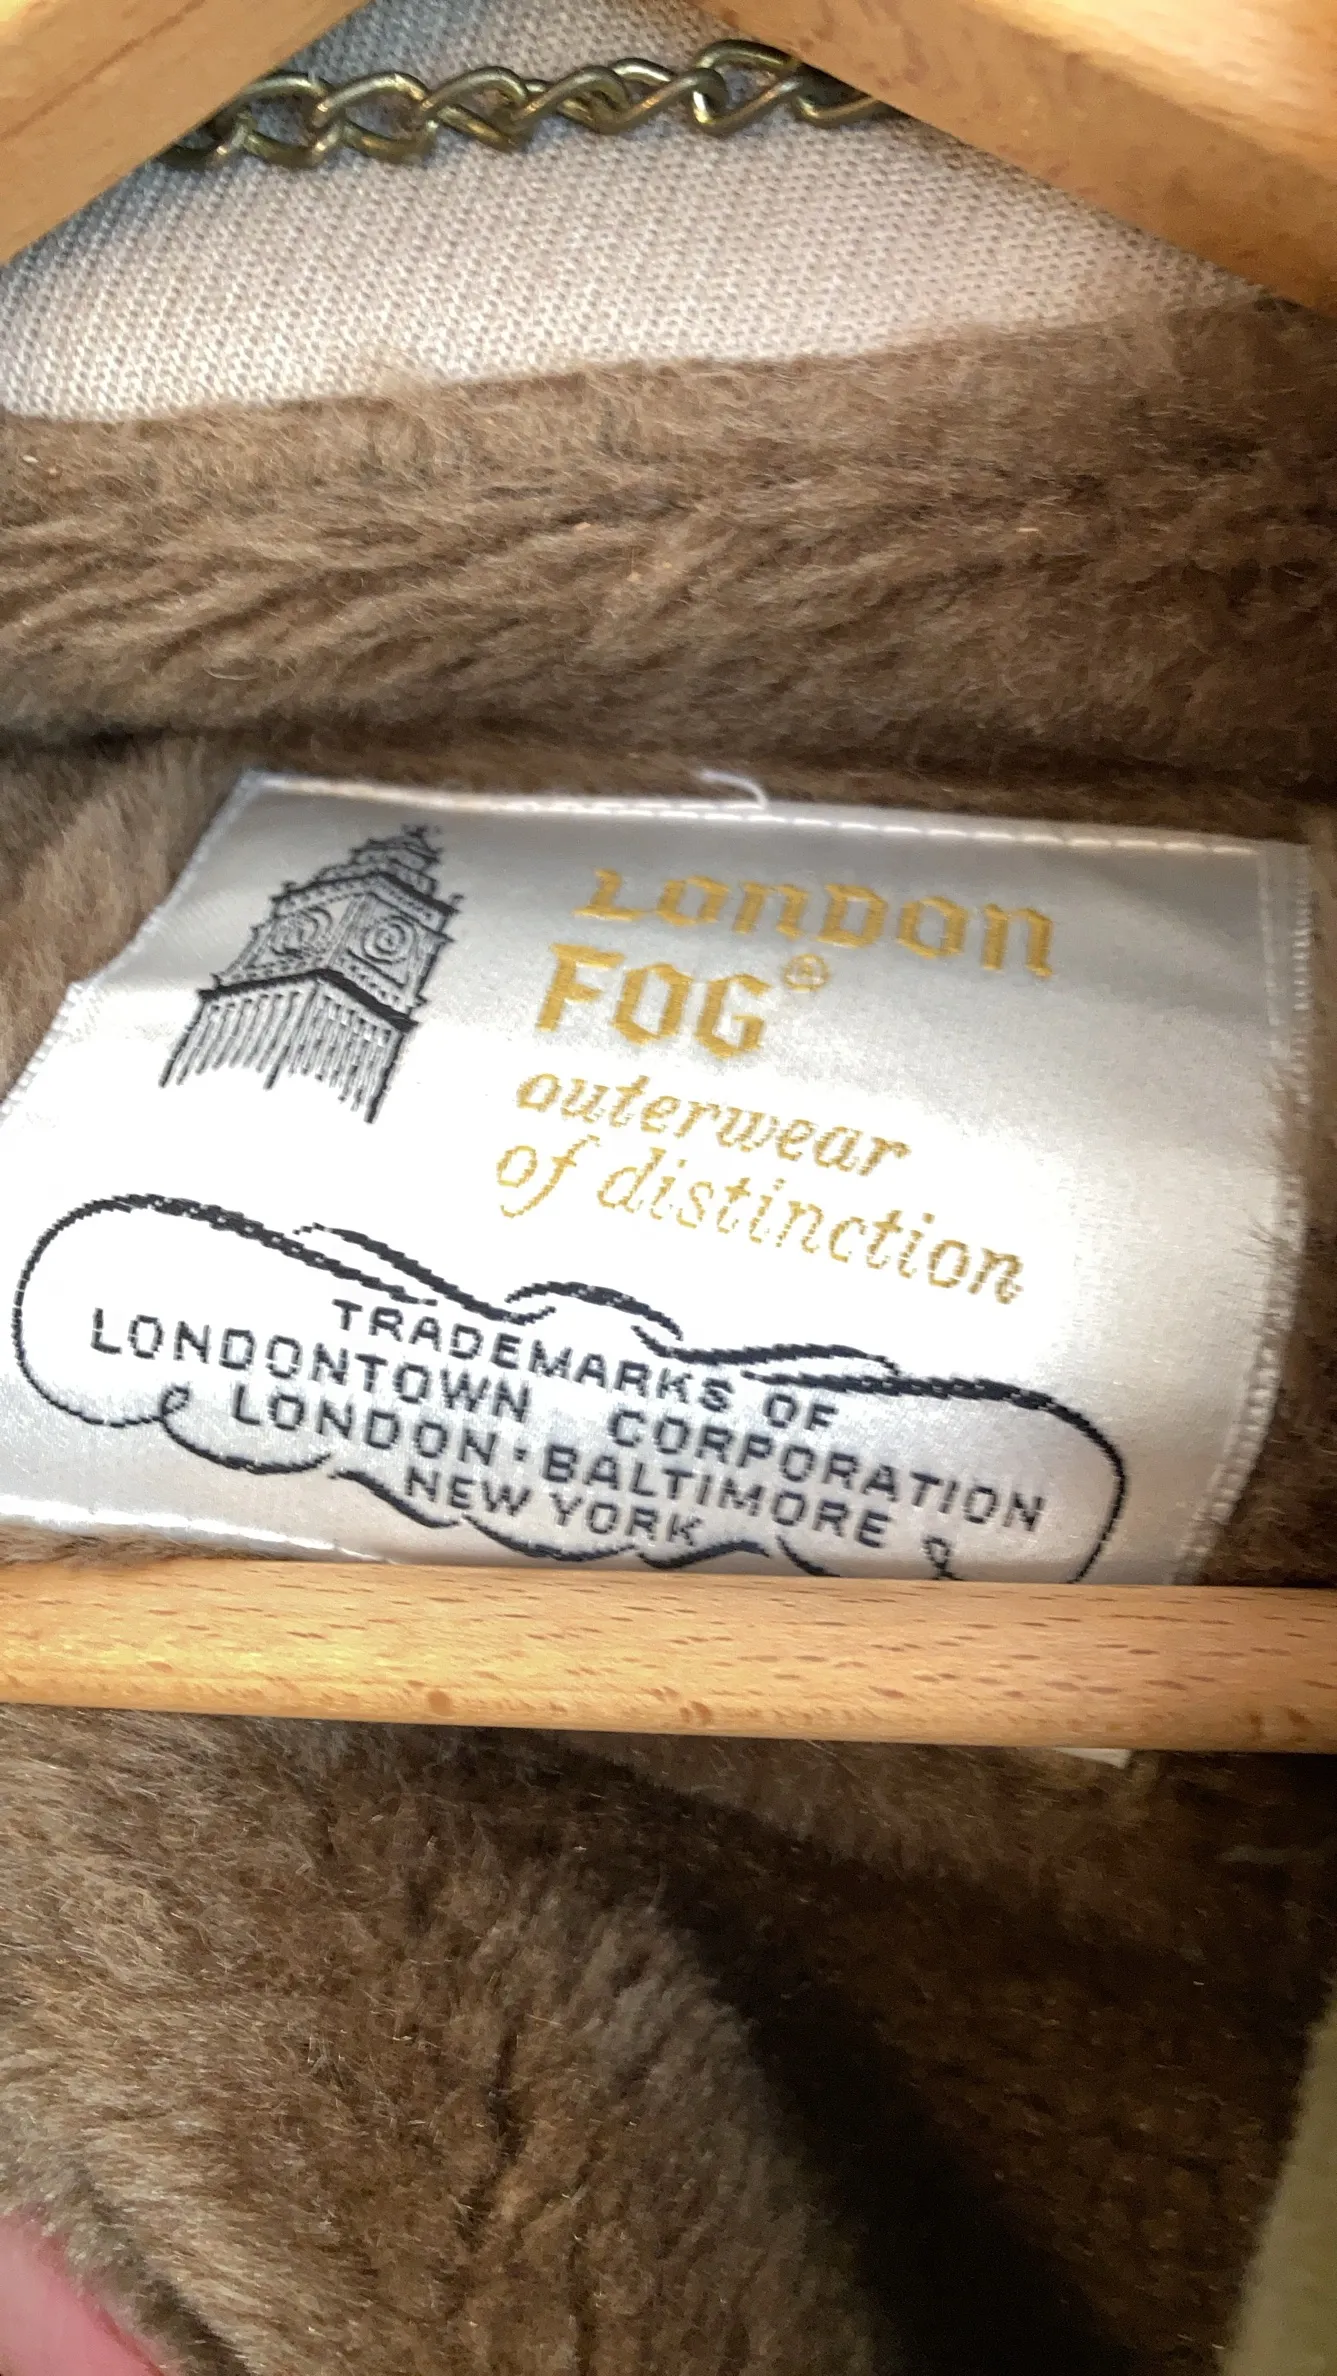 LONDON
FOG®
outerwear
of distinction
TRADEMARKS OF
LONDONTOWN CORPORATION
LONDON · BALTIMORE
NEW YORK